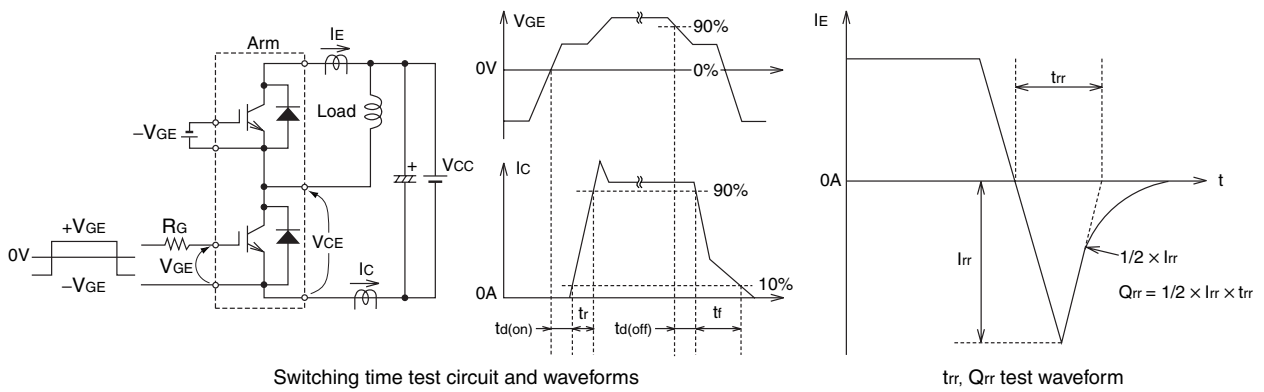 Arm
IE
Load
−VGE
VCC
+
+VGE
RG
0V
VGE
VCE
−VGE
IC
VGE
90%
0V
0%
IC
90%
0A
10%
tr
td(on)
td(off)
tf
Switching time test circuit and waveforms
IE
trr
0A
t
Irr
1/2 × Irr
Qrr = 1/2 × Irr × trr
trr, Qrr test waveform